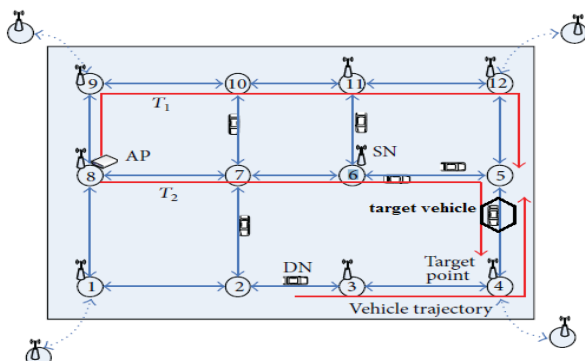 9 10 11 12
T1
AP SN
8 7 6 5
T2
target vehicle
DN Target
point
1 2 3 4
Vehicle trajectory